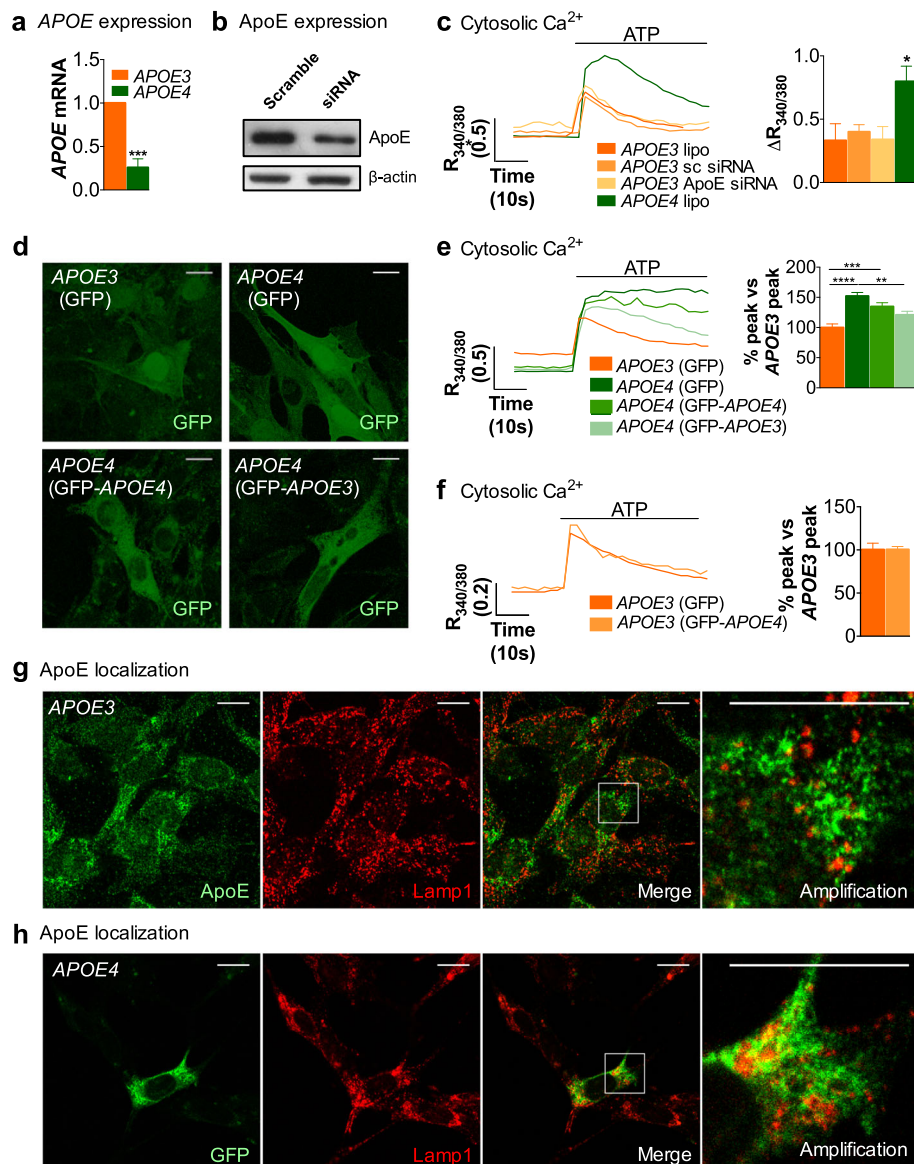 a APOE expression
APOE mRNA
1.5
1.0
0.5
0.0
APOE3
APOE4
***
b ApoE expression
Scramble
siRNA
ApoE
β-actin
c Cytosolic Ca2+
ATP
R340/380
*
(0.5)
Time
(10s)
APOE3 lipo
APOE3 sc siRNA
APOE3 ApoE siRNA
APOE4 lipo
ΔR340/380
1.0
0.5
0.0
*
d
APOE3
(GFP)
GFP
APOE4
(GFP)
GFP
APOE4
(GFP-APOE4)
GFP
APOE4
(GFP-APOE3)
GFP
e Cytosolic Ca2+
ATP
R340/380
(0.5)
Time
(10s)
APOE3 (GFP)
APOE4 (GFP)
APOE4 (GFP-APOE4)
APOE4 (GFP-APOE3)
% peak vs
APOE3 peak
200
150
100
50
0
***
**** **
f Cytosolic Ca2+
ATP
R340/380
(0.2)
Time
(10s)
APOE3 (GFP)
APOE3 (GFP-APOE4)
% peak vs
APOE3 peak
150
100
50
0
g ApoE localization
APOE3
ApoE
Lamp1
Merge
Amplification
h ApoE localization
APOE4
GFP
Lamp1
Merge
Amplification